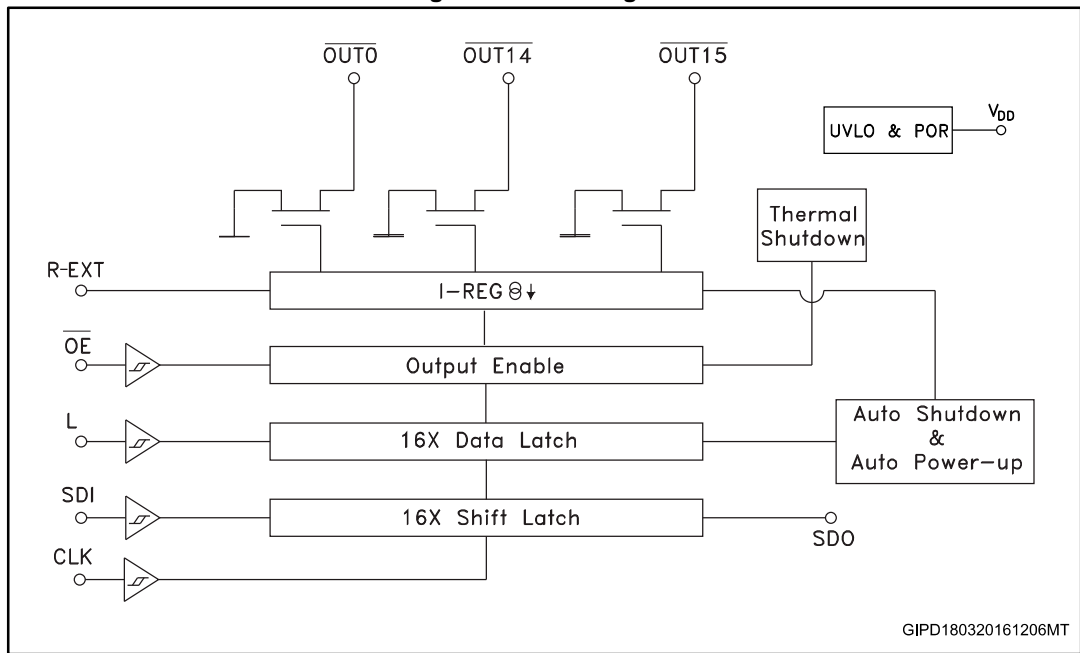 OUT0
OUT14
OUT15
VDD
UVLO & POR
Thermal
Shutdown
R-EXT
I-REG
OE
Output Enable
L
16X Data Latch
Auto Shutdown
&
Auto Power-up
SDI
16X Shift Latch
SDO
CLK
GIPD180320161206MT